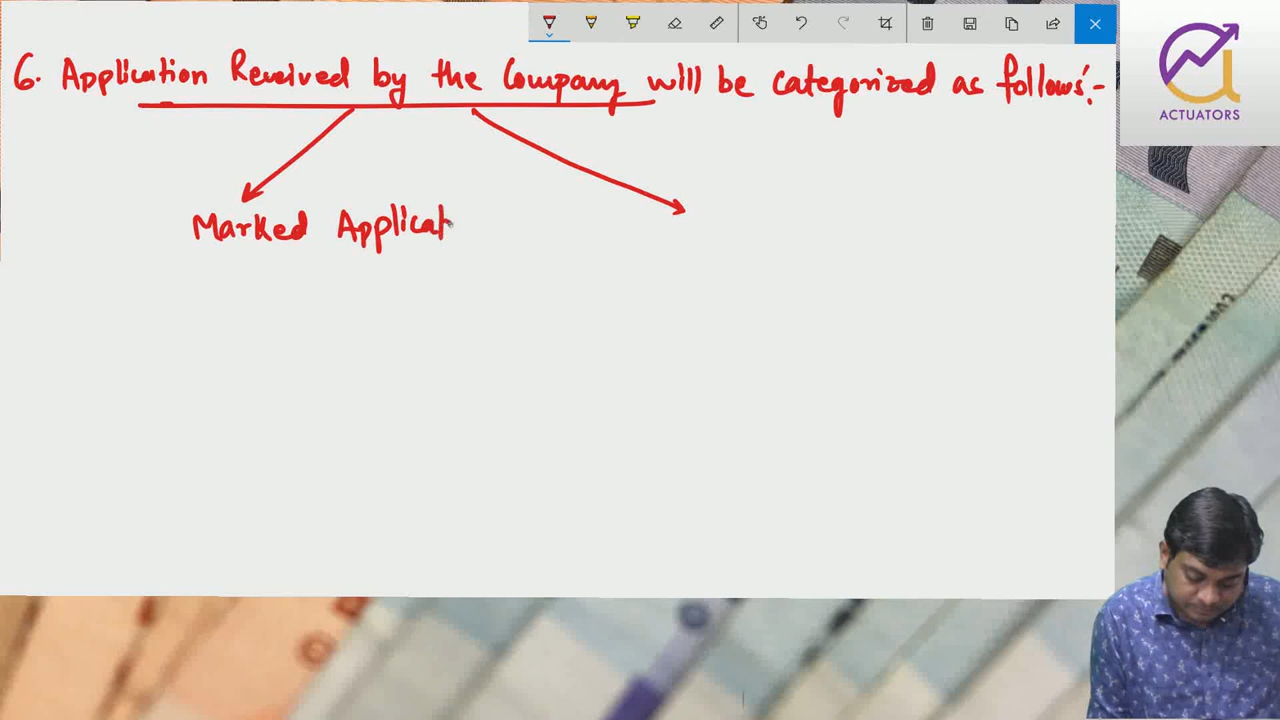 6. Application Received by the Company will be categorized as follows:-
Marked Applicat
ACTUATORS